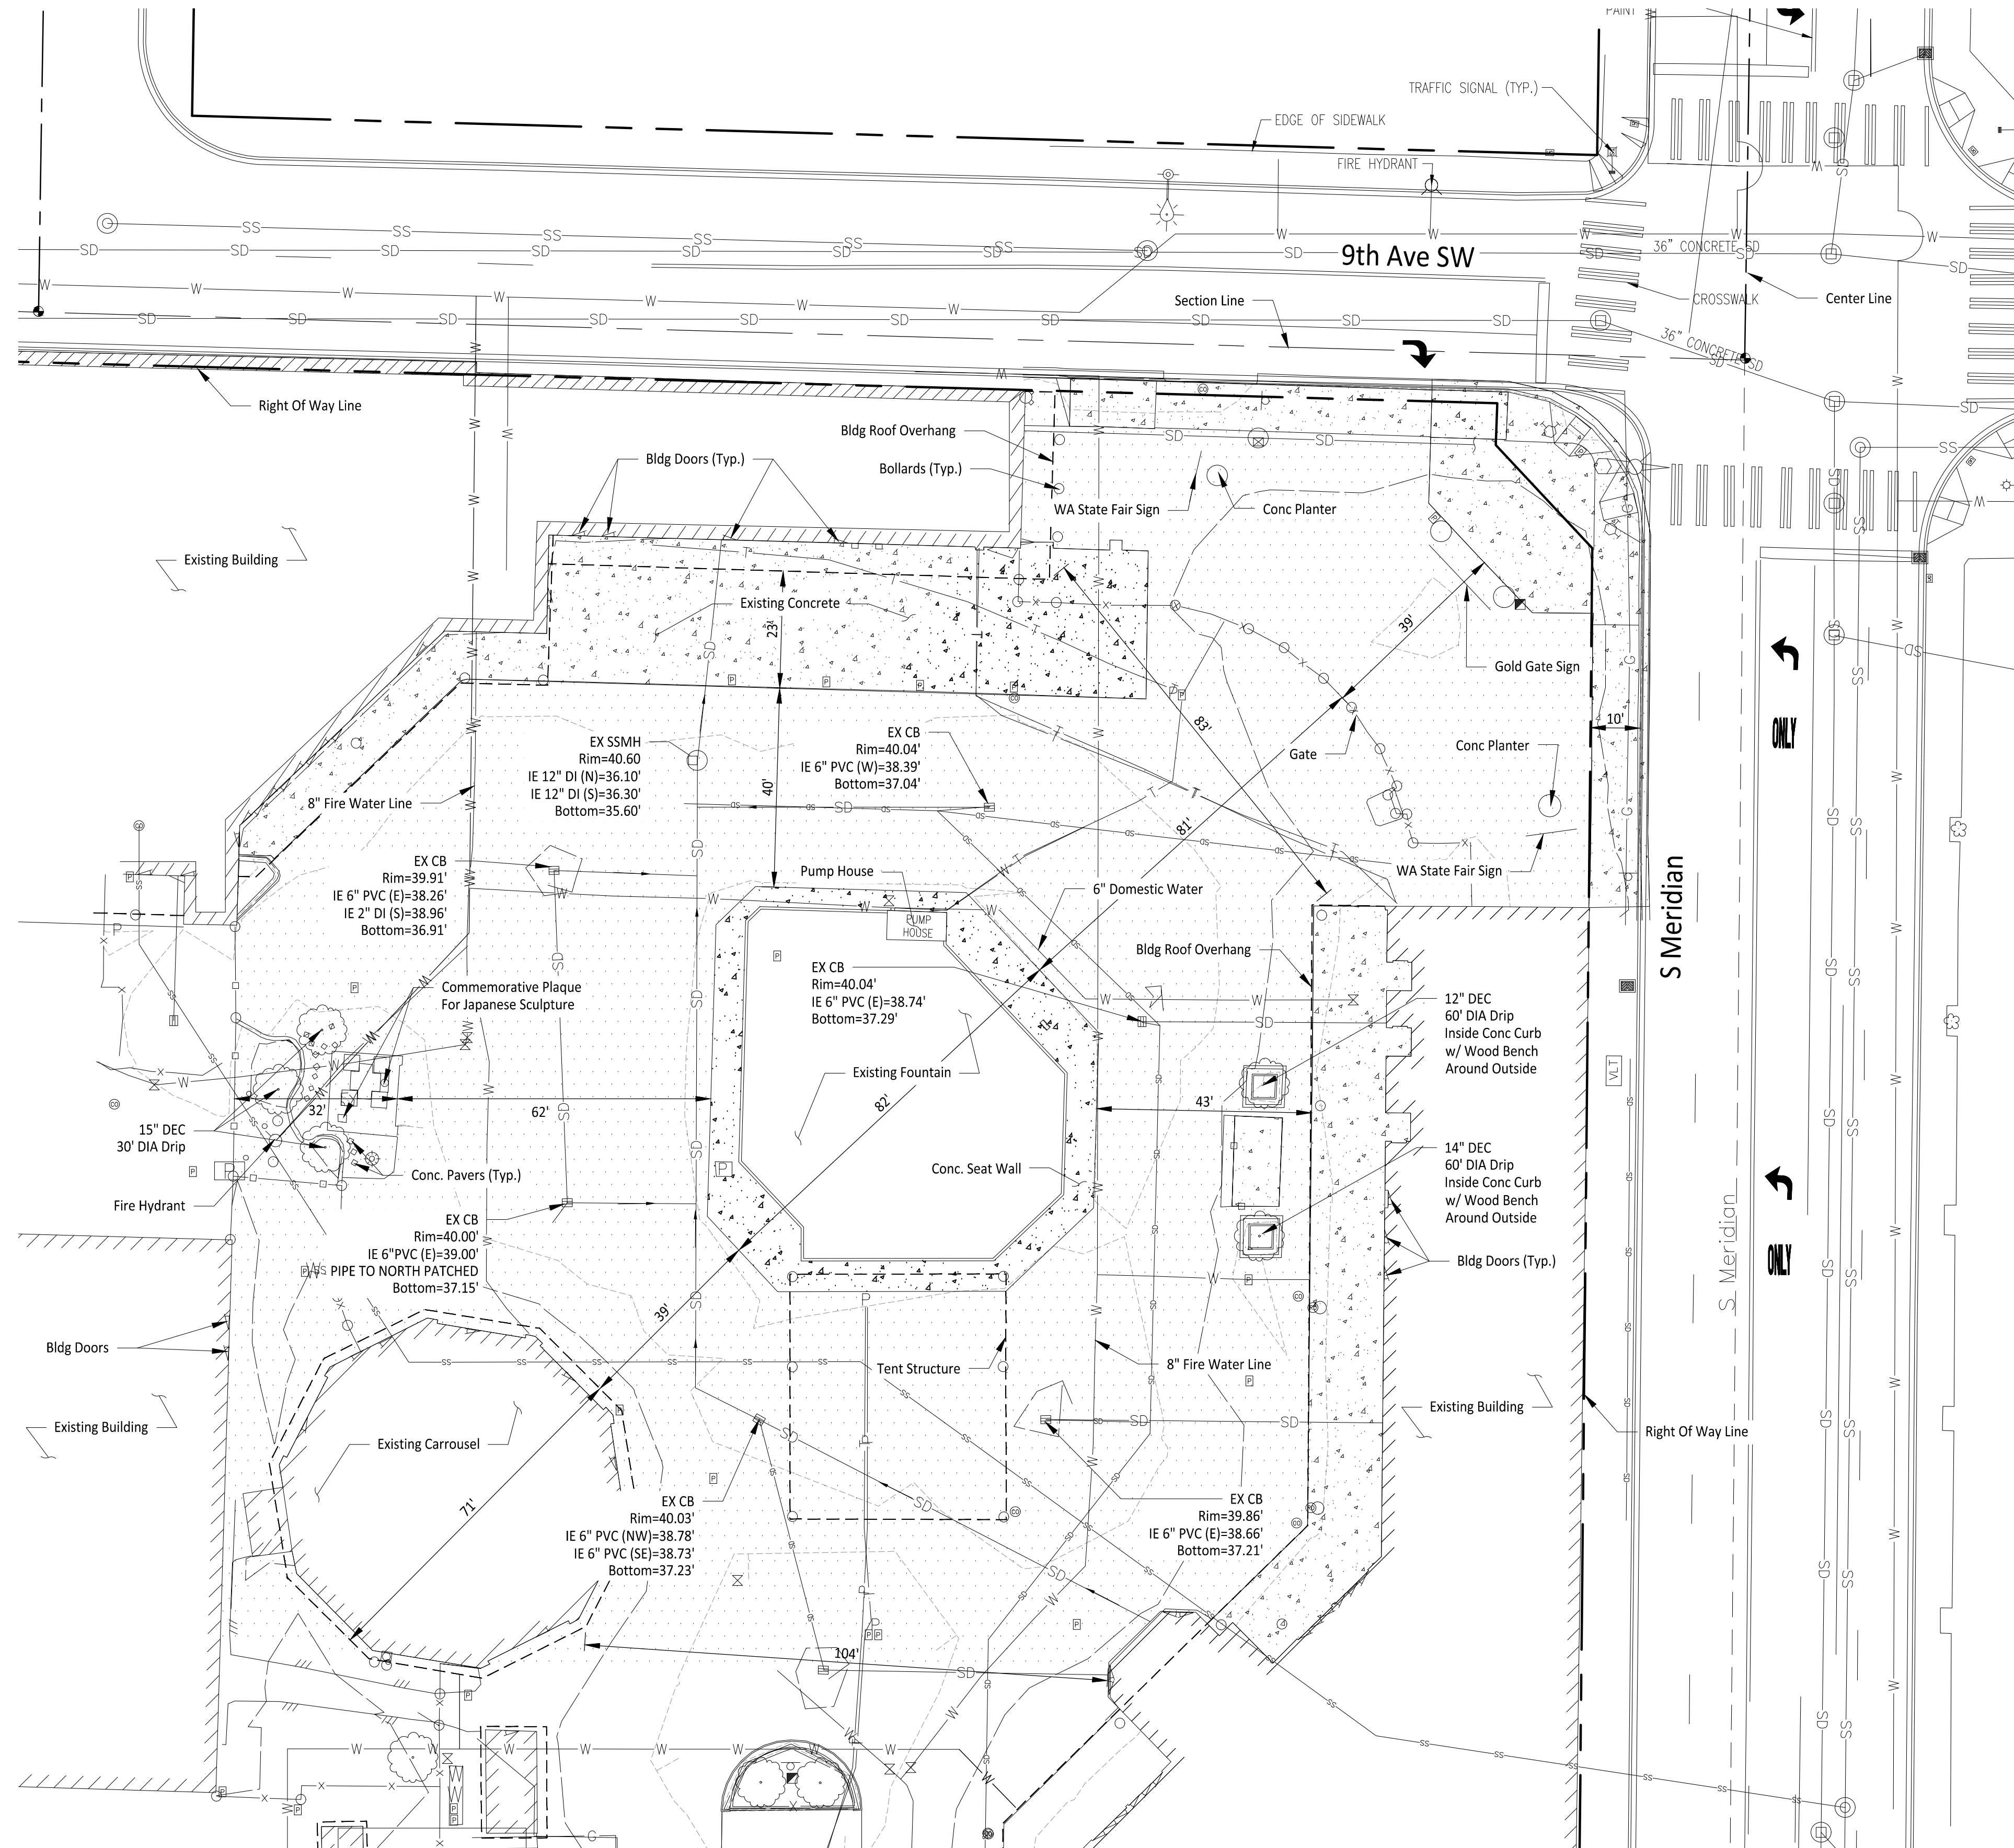 PAINT
TRAFFIC SIGNAL (TYP.)
EDGE OF SIDEWALK
FIRE HYDRANT
9th Ave SW
36" CONCRETE SD
Section Line
CROSSWALK
Center Line
36" CONCRETE SD
Right Of Way Line
Bldg Roof Overhang
Bldg Doors (Typ.)
Bollards (Typ.)
WA State Fair Sign
Conc Planter
Existing Building
Existing Concrete
23'
39'
Gold Gate Sign
83'
10'
EX SSMH
Rim=40.60
IE 12" DI (N)=36.10'
IE 12" DI (S)=36.30'
Bottom=35.60'
EX CB
Rim=40.04'
IE 6" PVC (W)=38.39'
Bottom=37.04'
Gate
Conc Planter
ONLY
40'
8" Fire Water Line
81'
EX CB
Rim=39.91'
IE 6" PVC (E)=38.26'
IE 2" DI (S)=38.96'
Bottom=36.91'
Pump House
PUMP
HOUSE
6" Domestic Water
WA State Fair Sign
S Meridian
Bldg Roof Overhang
Commemorative Plaque
For Japanese Sculpture
EX CB
Rim=40.04'
IE 6" PVC (E)=38.74'
Bottom=37.29'
12" DEC
60' DIA Drip
Inside Conc Curb
w/ Wood Bench
Around Outside
Existing Fountain
VLT
32'
62'
82'
43'
15" DEC
30' DIA Drip
Conc. Pavers (Typ.)
Conc. Seat Wall
14" DEC
60' DIA Drip
Inside Conc Curb
w/ Wood Bench
Around Outside
Fire Hydrant
EX CB
Rim=40.00'
IE 6"PVC (E)=39.00'
PIPE TO NORTH PATCHED
Bottom=37.15'
Bldg Doors (Typ.)
ONLY
S Meridian
39'
Bldg Doors
Tent Structure
8" Fire Water Line
Existing Building
Existing Carrousel
Existing Building
Right Of Way Line
71'
EX CB
Rim=40.03'
IE 6" PVC (NW)=38.78'
IE 6" PVC (SE)=38.73'
Bottom=37.23'
EX CB
Rim=39.86'
IE 6" PVC (E)=38.66'
Bottom=37.21'
104'